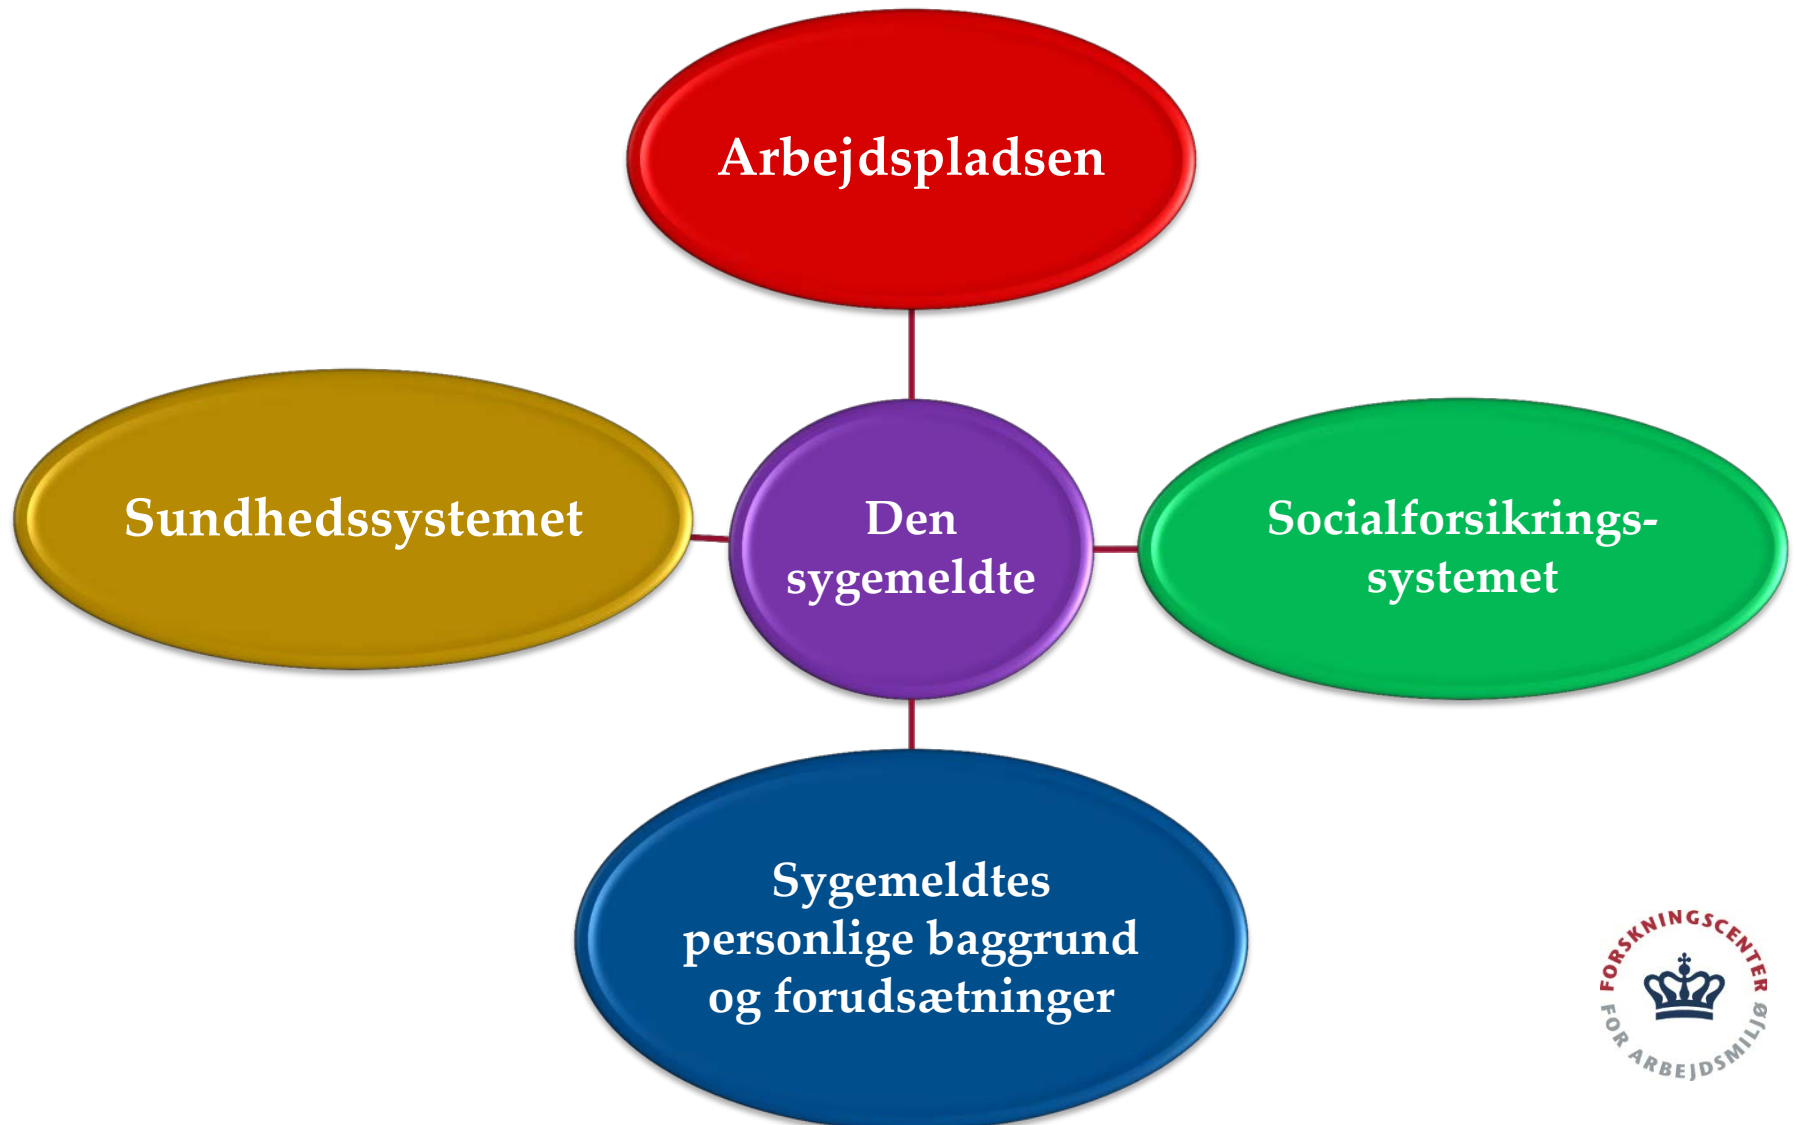 Arbejdspladsen
Sundhedssystemet
Den
sygemeldte
Socialforsikrings-
systemet
Sygemeldtes
personlige baggrund
og forudsætninger
FORSKNINGSCENTER
FOR ARBEJDSMILJØ